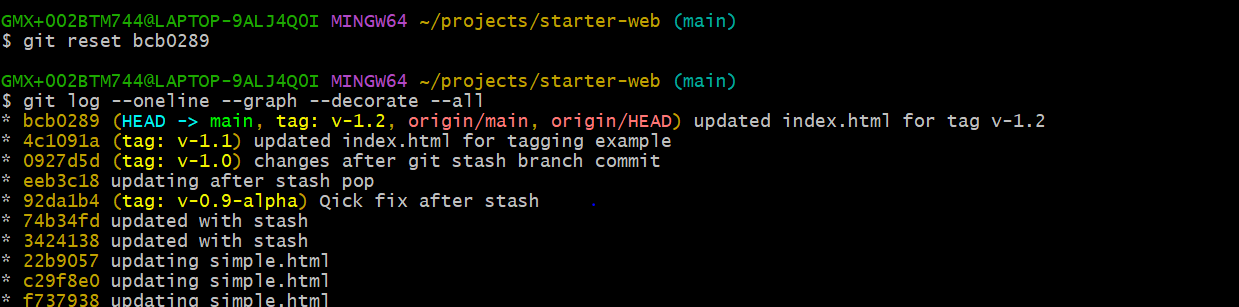 GMX+002BTM744@LAPTOP-9ALJ4Q0I MINGW64 ~/projects/starter-web (main)
$ git reset bcb0289
GMX+002BTM744@LAPTOP-9ALJ4Q0I MINGW64 ~/projects/starter-web (main)
$ git log --oneline --graph --decorate --all
* bcb0289 (HEAD -> main, tag: v-1.2, origin/main, origin/HEAD) updated index.html for tag v-1.2
* 4c1091a (tag: v-1.1) updated index.html for tagging example
* 0927d5d (tag: v-1.0) changes after git stash branch commit
* eeb3c18 updating after stash pop
* 92da1b4 (tag: v-0.9-alpha) Qick fix after stash
* 74b34fd updated with stash
* 3424138 updated with stash
* 22b9057 updating simple.html
* c29f8e0 updating simple.html
* f737938 updating simple.html